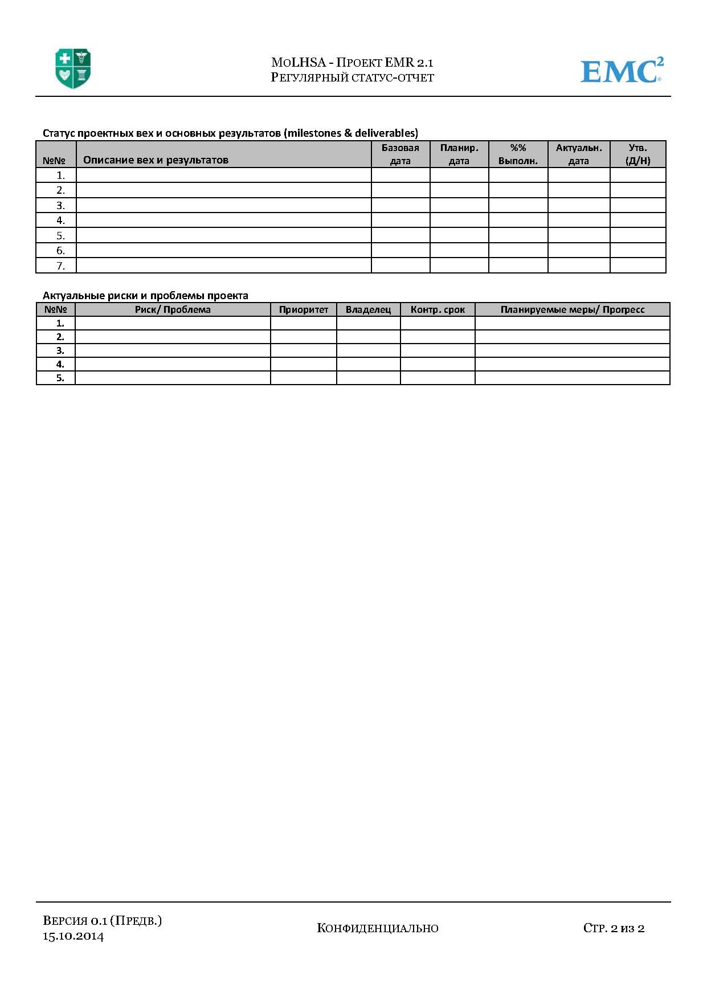 MoLHSA - Проект EMR 2.1
Регулярный статус-отчет
EMC²
Статус проектных вех и основных результатов (milestones & deliverables)
№№ Описание вех и результатов Базовая дата Планир. дата %% Выполн. Актуальн. дата Утв. (Д/Н)
1.
2.
3.
4.
5.
6.
7.
Актуальные риски и проблемы проекта
№№ Риск/ Проблема Приоритет Владелец Контр. срок Планируемые меры/ Прогресс
1.
2.
3.
4.
5.
Версия 0.1 (Предв.)
15.10.2014
Конфиденциально
Стр. 2 из 2